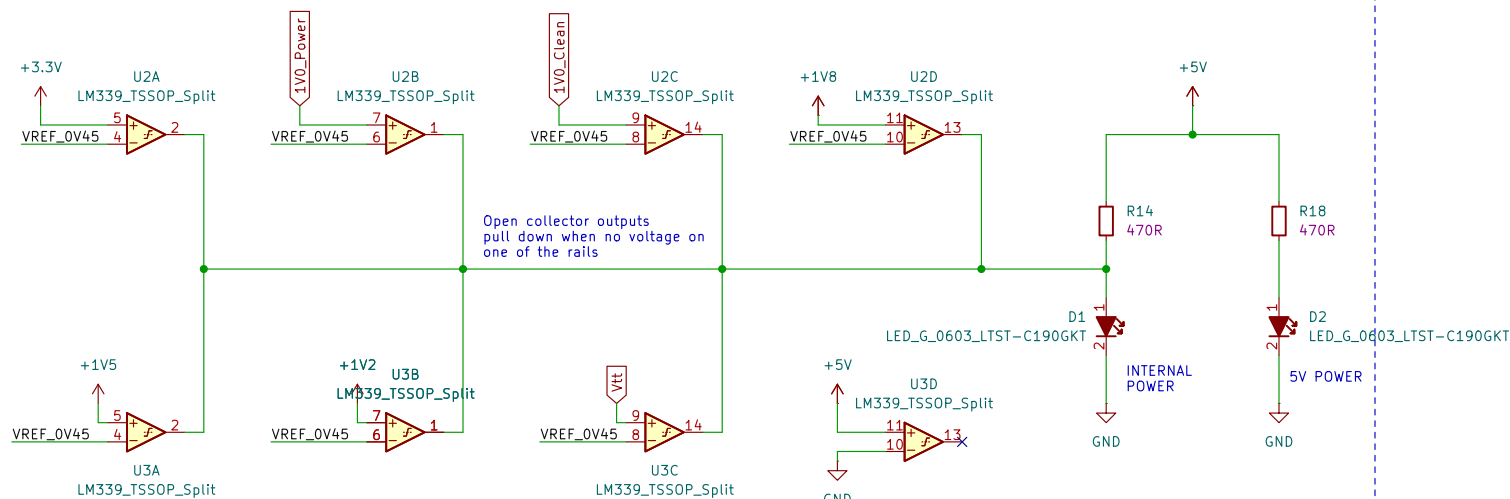 +3.3V
U2A
LM339_TSSOP_Split
5
4
2
VREF_0V45
1V0_Power
U2B
LM339_TSSOP_Split
7
6
1
VREF_0V45
1V0_Clean
U2C
LM339_TSSOP_Split
9
8
14
VREF_0V45
+1V8
U2D
LM339_TSSOP_Split
11
10
13
VREF_0V45
+5V
R14
470R
R18
470R
Open collector outputs
pull down when no voltage on
one of the rails
1
D1
LED_G_0603_LTST-C190GKT
2
INTERNAL
POWER
GND
1
D2
LED_G_0603_LTST-C190GKT
2
5V POWER
GND
+1V5
5
4
2
VREF_0V45
U3A
LM339_TSSOP_Split
+1V2
U3B
LM339_TSSOP_Split
7
6
1
VREF_0V45
Vtt
9
8
14
VREF_0V45
U3C
LM339_TSSOP_Split
+5V
U3D
LM339_TSSOP_Split
11
10
13
GND